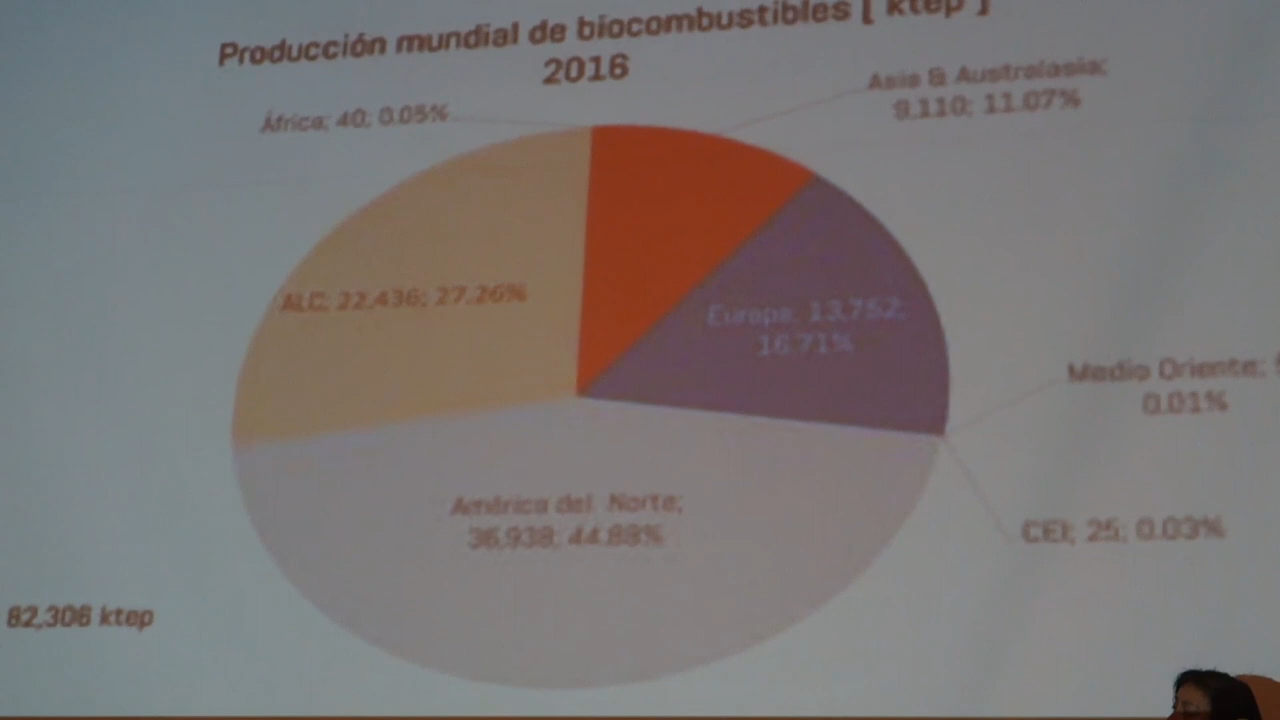 Producción mundial de biocombustibles [ ktep ]
2016
África; 40; 0.05%
Asia & Australasia;
9,110; 11.07%
ALC; 22,436; 27.26%
Europa; 13,752;
16.71%
Medio Oriente;
0.01%
América del Norte;
36,938; 44.88%
CEI; 25; 0.03%
82,306 ktep